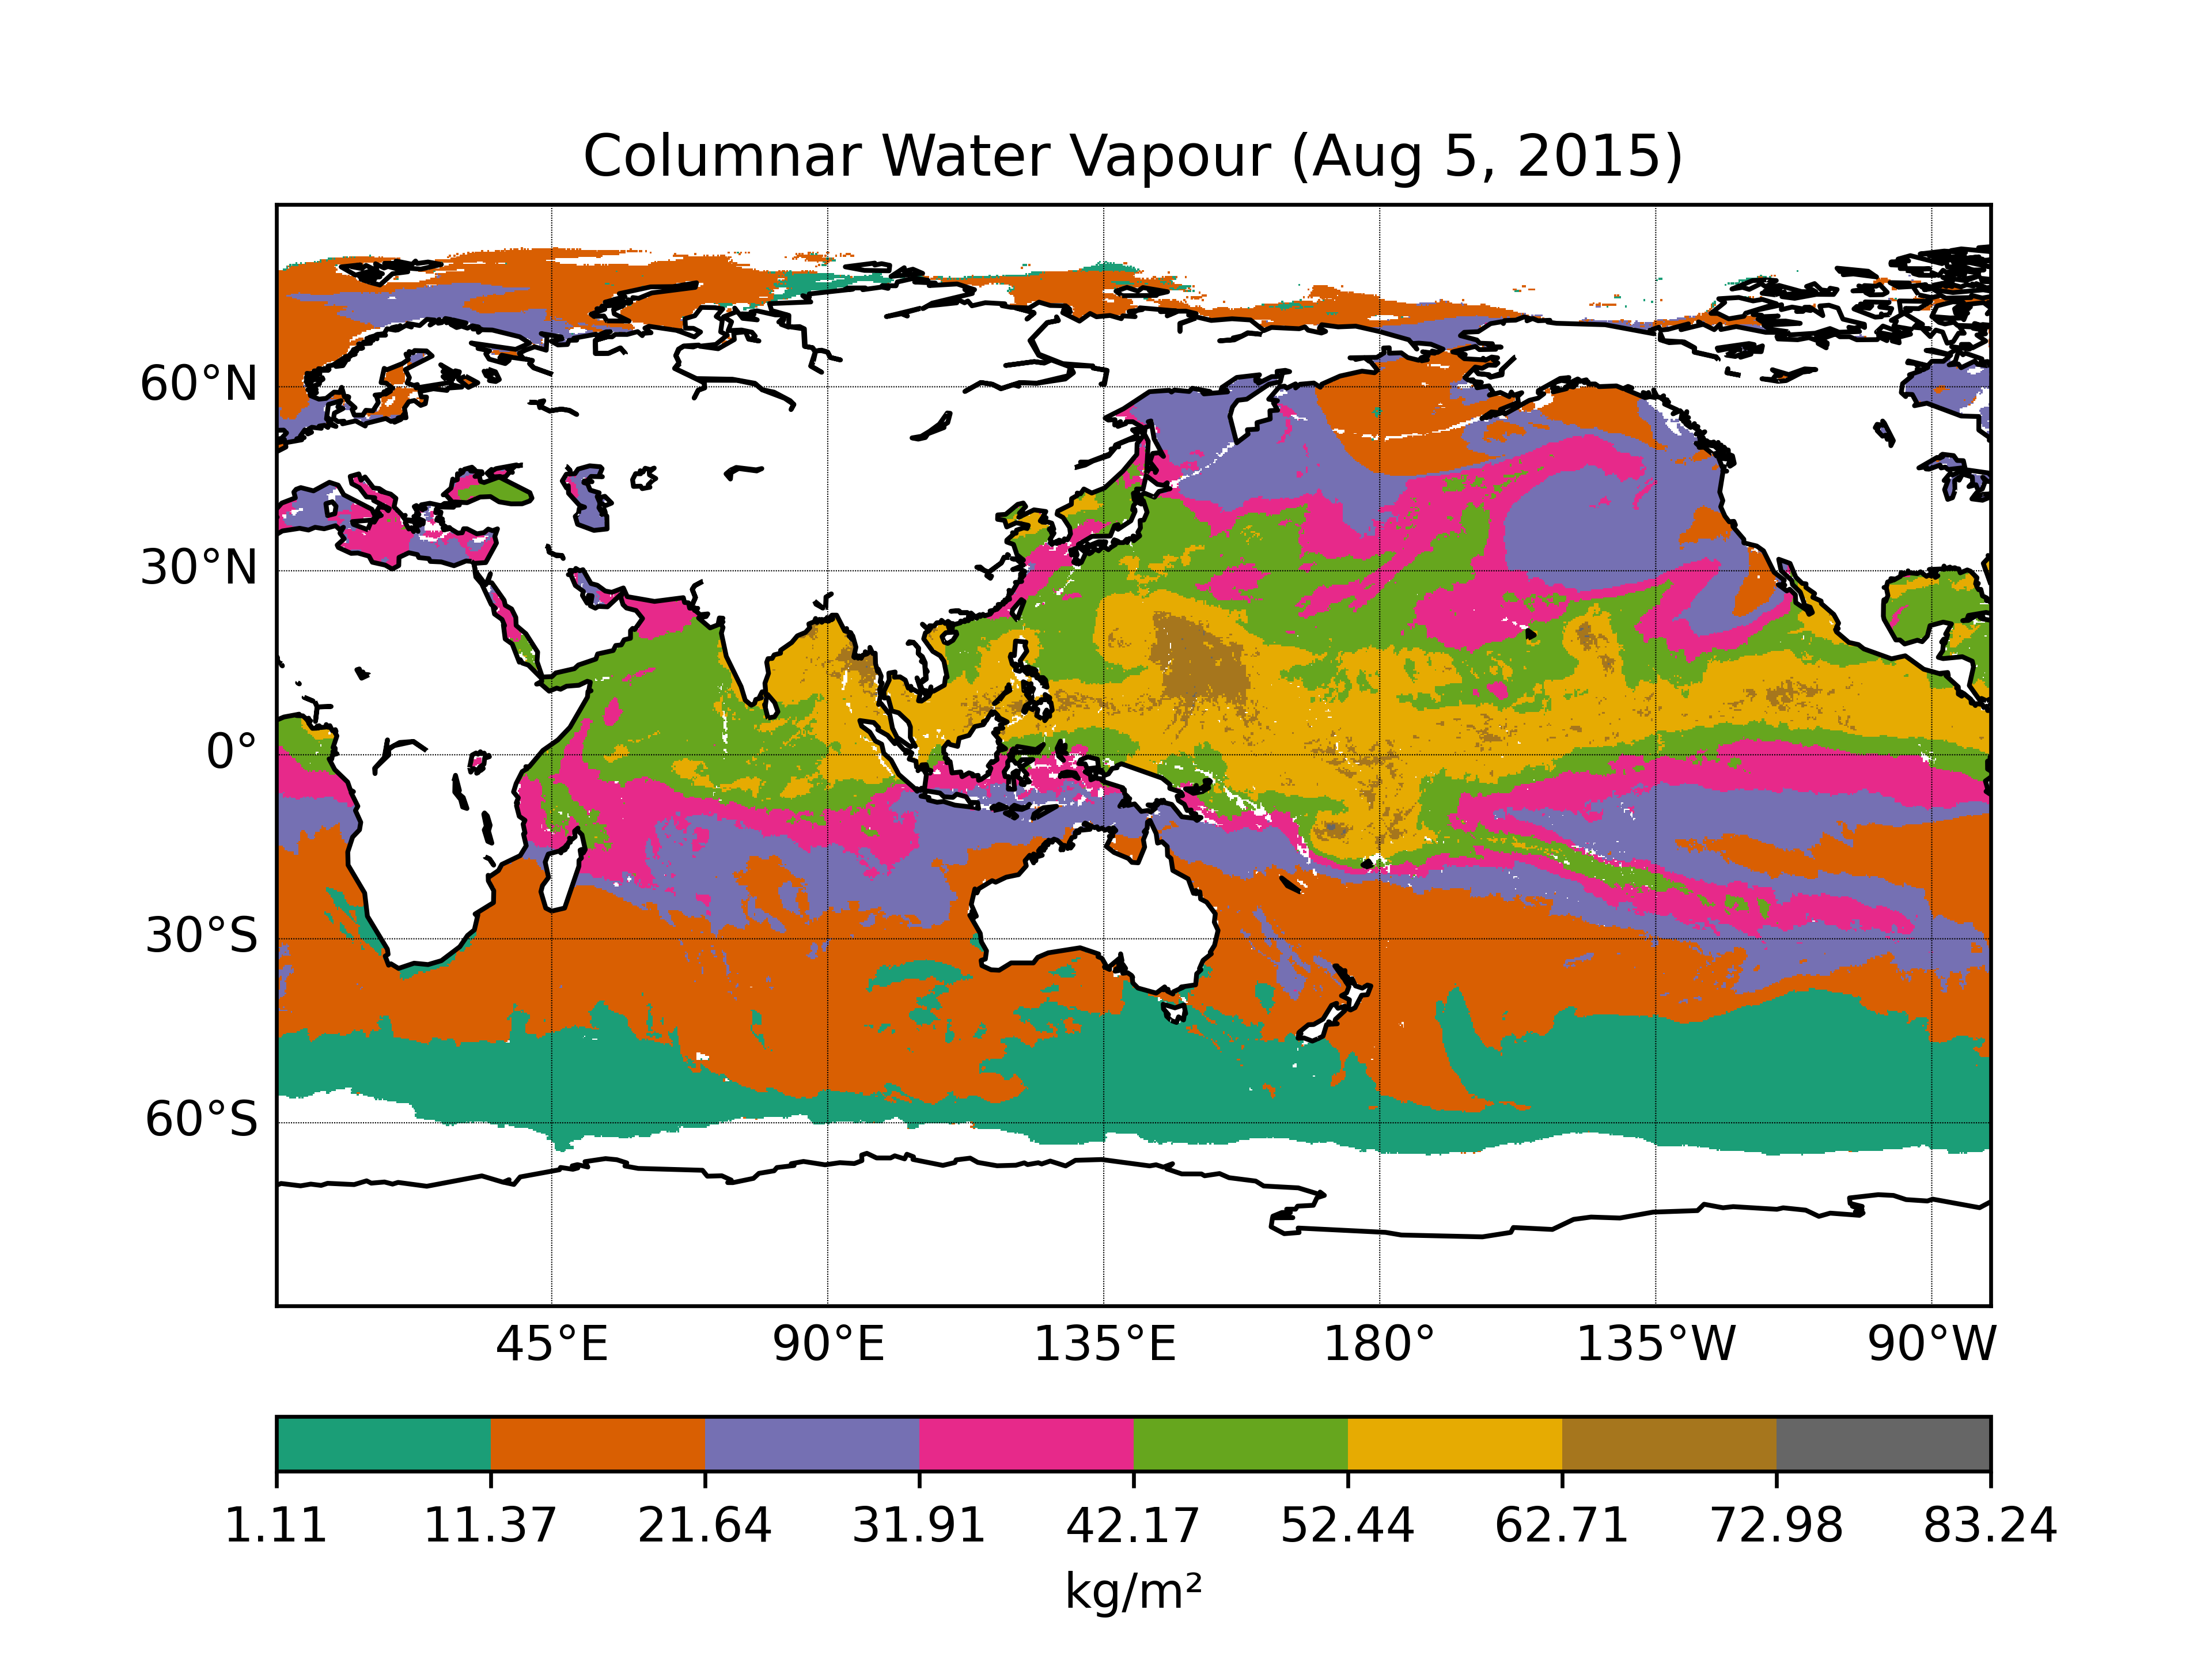 Columnar Water Vapour (Aug 5, 2015)
60°N
30°N
0°
30°S
60°S
45°E 90°E 135°E 180° 135°W 90°W
1.11 11.37 21.64 31.91 42.17 52.44 62.71 72.98 83.24
kg/m²